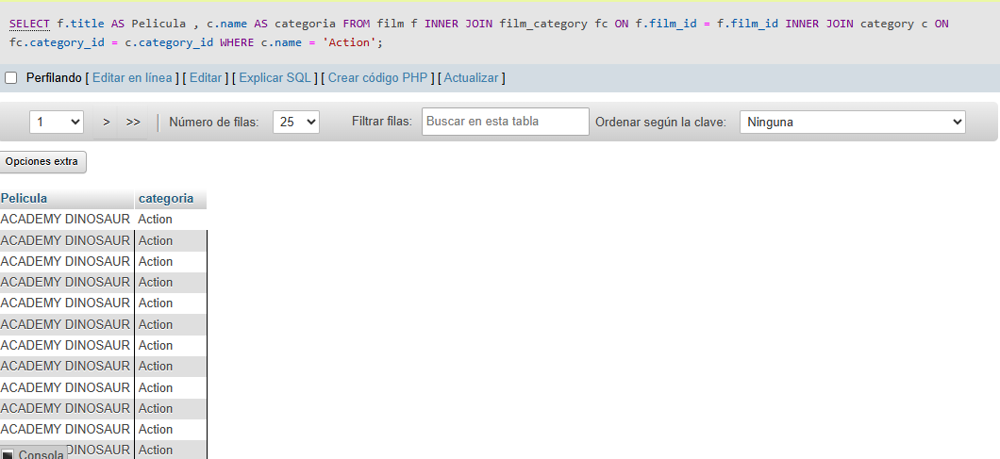 SELECT f.title AS Pelicula , c.name AS categoria FROM film f INNER JOIN film_category fc ON f.film_id = f.film_id INNER JOIN category c ON
fc.category_id = c.category_id WHERE c.name = 'Action';
Perfilando [ Editar en línea ] [ Editar ] [ Explicar SQL ] [ Crear código PHP ] [ Actualizar ]
1 > >> | Número de filas: 25 Filtrar filas: Buscar en esta tabla Ordenar según la clave: Ninguna
Opciones extra
Pelicula categoria
ACADEMY DINOSAUR Action
ACADEMY DINOSAUR Action
ACADEMY DINOSAUR Action
ACADEMY DINOSAUR Action
ACADEMY DINOSAUR Action
ACADEMY DINOSAUR Action
ACADEMY DINOSAUR Action
ACADEMY DINOSAUR Action
ACADEMY DINOSAUR Action
ACADEMY DINOSAUR Action
ACADEMY DINOSAUR Action
DINOSAUR Action
Consola